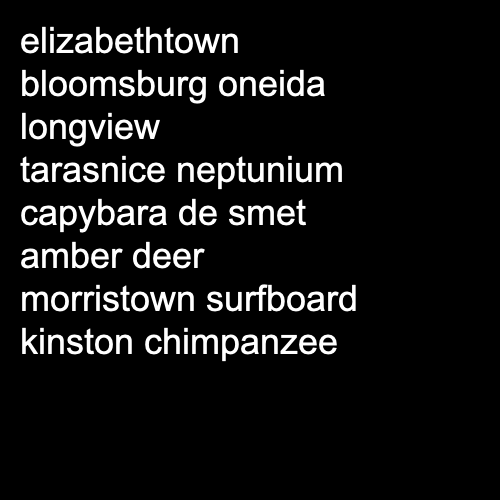 elizabethtown
bloomsburg oneida
longview
tarasnice neptunium
capybara de smet
amber deer
morristown surfboard
kinston chimpanzee